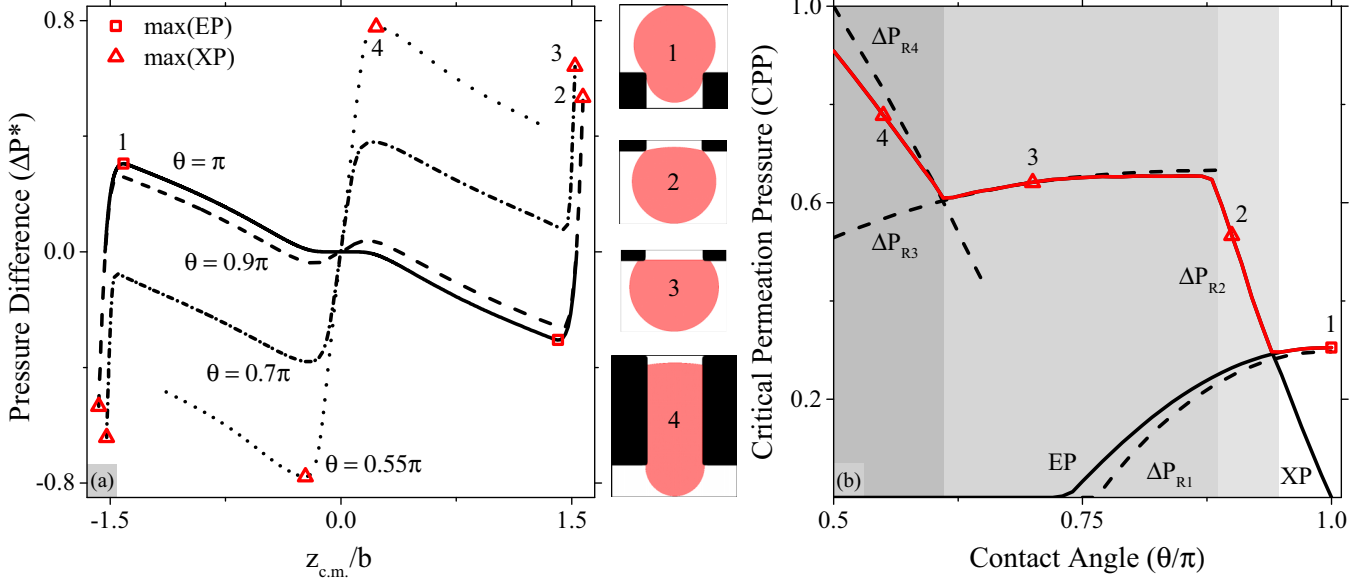 0.8
0.0
-0.8
Pressure Difference (ΔP*)
max(EP)
max(XP)
1
4
3
2
θ = π
θ = 0.9π
θ = 0.7π
θ = 0.55π
(a)
-1.5
0.0
1.5
z_c.m./b
1
2
3
4
Critical Permeation Pressure (CPP)
0.8
0.6
0.4
0.2
ΔP_R4
4
3
ΔP_R3
2
ΔP_R2
1
EP
ΔP_R1
XP
(b)
0.5
0.75
1.0
Contact Angle (θ/π)